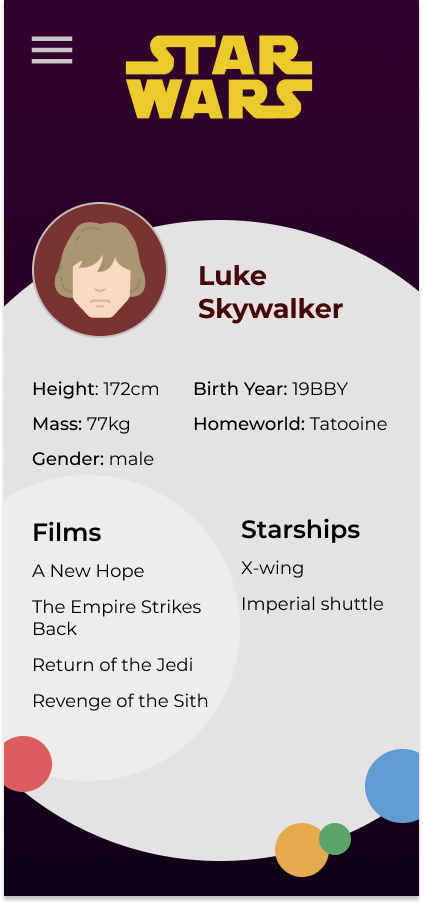 STAR
WARS
Luke
Skywalker
Height: 172cm
Birth Year: 19BBY
Mass: 77kg
Homeworld: Tatooine
Gender: male
Films
A New Hope
The Empire Strikes
Back
Return of the Jedi
Revenge of the Sith
Starships
X-wing
Imperial shuttle